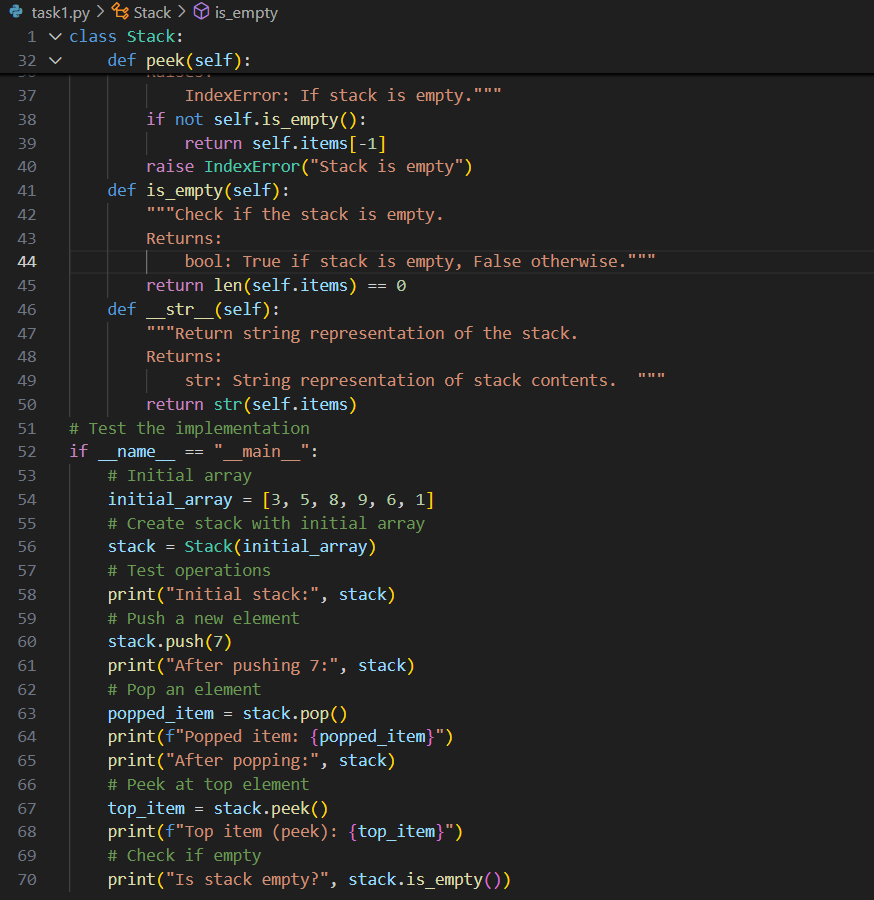 task1.py > Stack > is_empty
1 class Stack:
32     def peek(self):
37             IndexError: If stack is empty."""
38         if not self.is_empty():
39             return self.items[-1]
40         raise IndexError("Stack is empty")
41     def is_empty(self):
42         """Check if the stack is empty.
43         Returns:
44             bool: True if stack is empty, False otherwise."""
45         return len(self.items) == 0
46     def __str__(self):
47         """Return string representation of the stack.
48         Returns:
49             str: String representation of stack contents.  """
50         return str(self.items)
51 # Test the implementation
52 if __name__ == "__main__":
53     # Initial array
54     initial_array = [3, 5, 8, 9, 6, 1]
55     # Create stack with initial array
56     stack = Stack(initial_array)
57     # Test operations
58     print("Initial stack:", stack)
59     # Push a new element
60     stack.push(7)
61     print("After pushing 7:", stack)
62     # Pop an element
63     popped_item = stack.pop()
64     print(f"Popped item: {popped_item}")
65     print("After popping:", stack)
66     # Peek at top element
67     top_item = stack.peek()
68     print(f"Top item (peek): {top_item}")
69     # Check if empty
70     print("Is stack empty?", stack.is_empty())